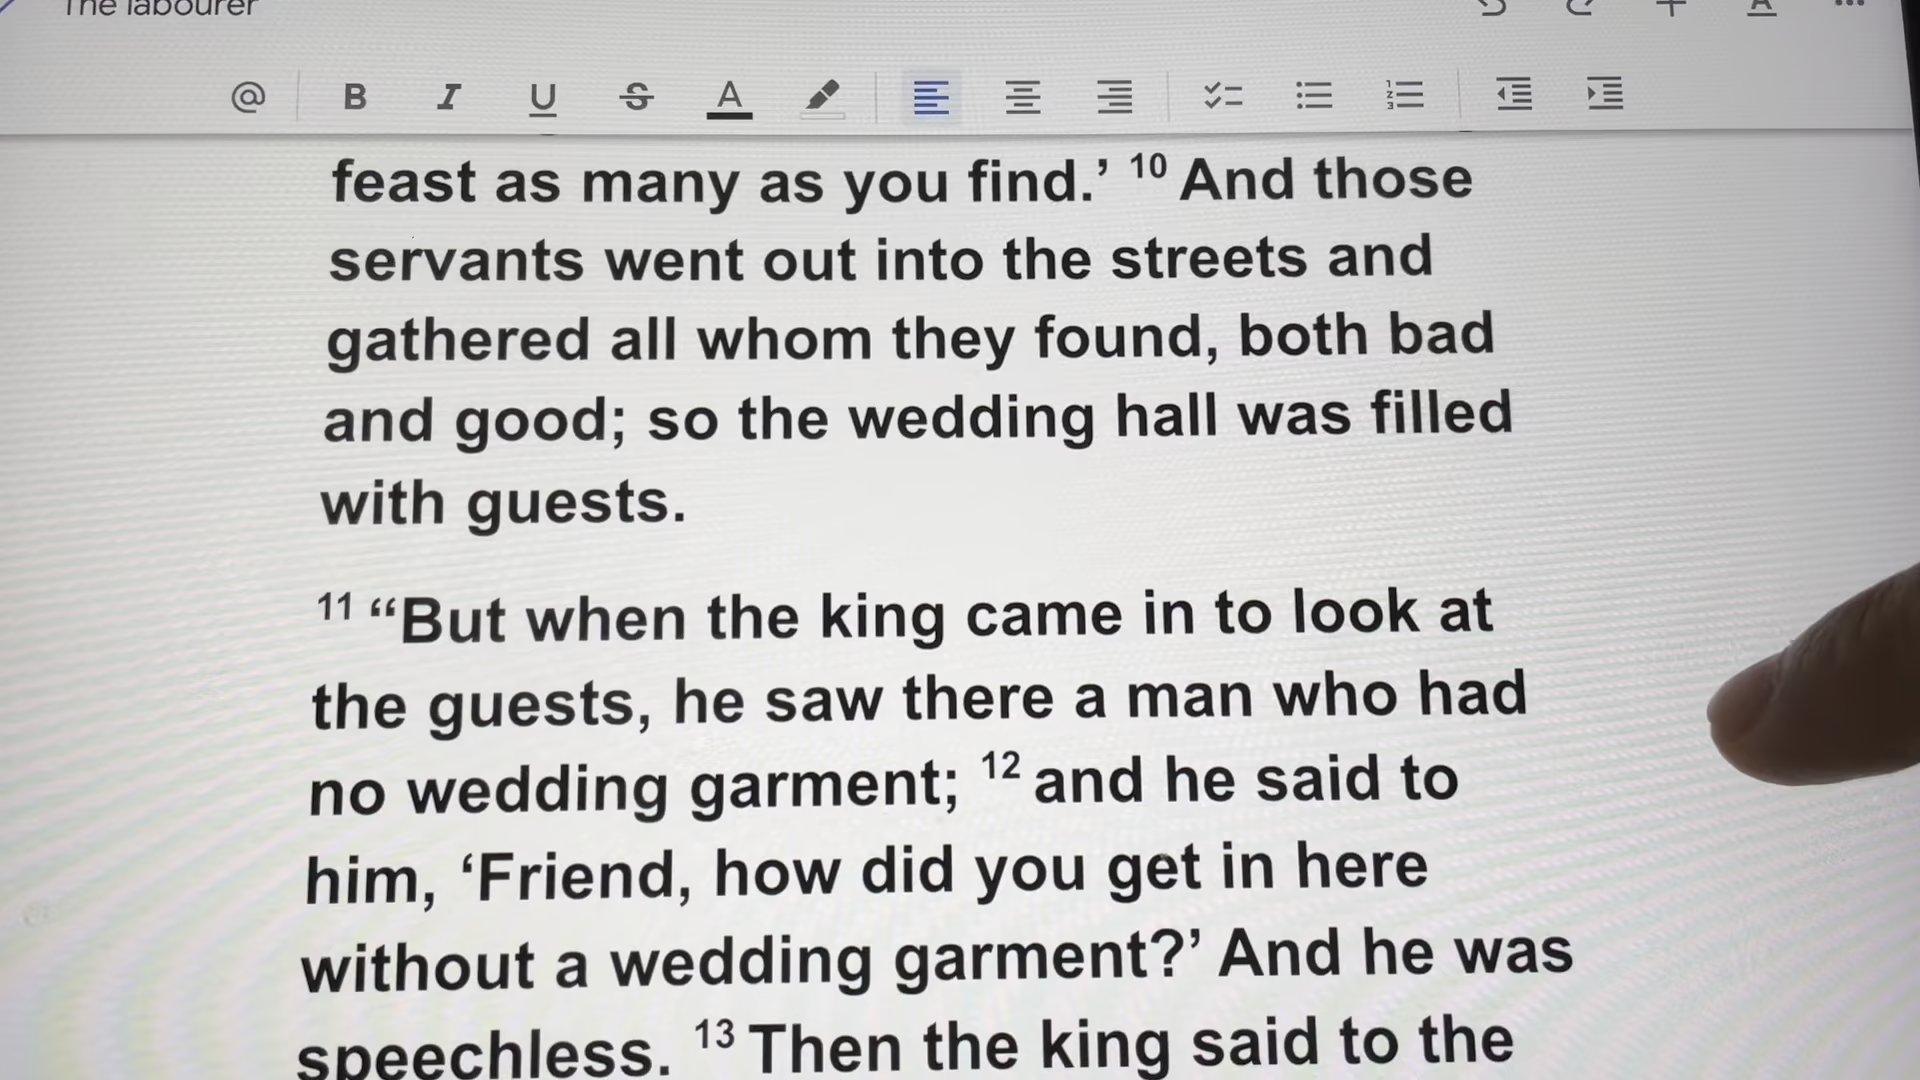 The labourer
@ B I U S A
feast as many as you find.’ 10 And those
servants went out into the streets and
gathered all whom they found, both bad
and good; so the wedding hall was filled
with guests.
11 “But when the king came in to look at
the guests, he saw there a man who had
no wedding garment; 12 and he said to
him, ‘Friend, how did you get in here
without a wedding garment?’ And he was
speechless. 13 Then the king said to the